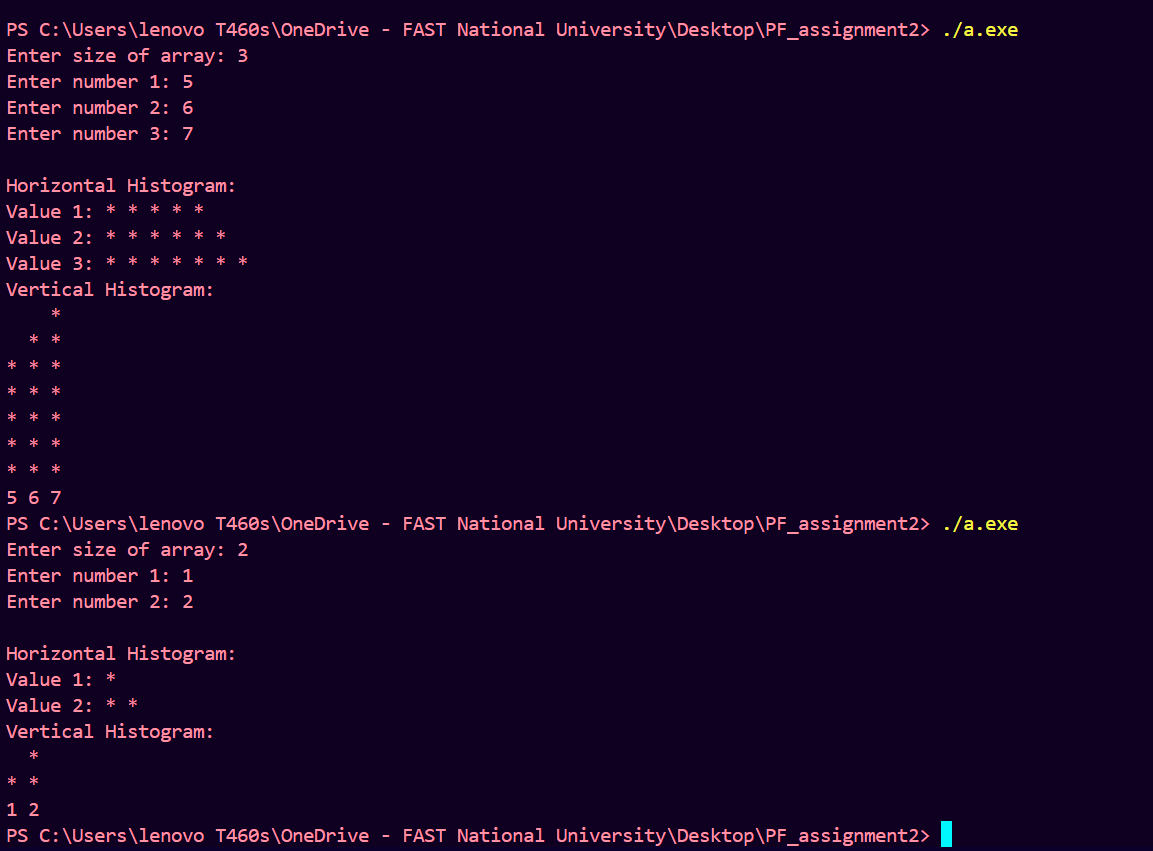 PS C:\Users\lenovo T460s\OneDrive - FAST National University\Desktop\PF_assignment2> ./a.exe
Enter size of array: 3
Enter number 1: 5
Enter number 2: 6
Enter number 3: 7

Horizontal Histogram:
Value 1: * * * * *
Value 2: * * * * * *
Value 3: * * * * * * *
Vertical Histogram:
    *
  * *
* * *
* * *
* * *
* * *
* * *
5 6 7
PS C:\Users\lenovo T460s\OneDrive - FAST National University\Desktop\PF_assignment2> ./a.exe
Enter size of array: 2
Enter number 1: 1
Enter number 2: 2

Horizontal Histogram:
Value 1: *
Value 2: * *
Vertical Histogram:
  *
* *
1 2
PS C:\Users\lenovo T460s\OneDrive - FAST National University\Desktop\PF_assignment2>